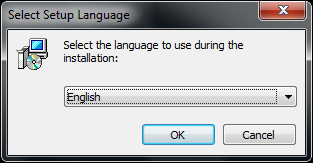 Select Setup Language
Select the language to use during the
installation:
English
OK
Cancel